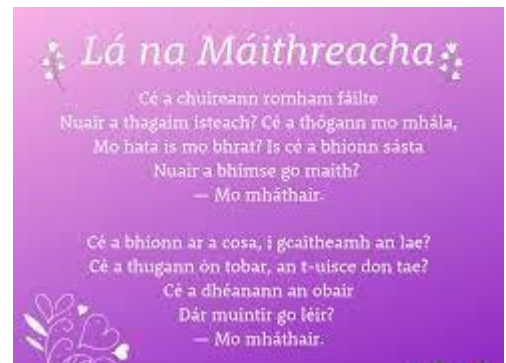 Lá na Máithreacha
Cé a chuireann romham fáilte
Nuair a thagaim isteach? Cé a thógann mo mhála,
Mo hata is mo bhrat? Is cé a bhíonn sásta
Nuair a bhímse go maith?
— Mo mháthair.
Cé a bhíonn ar a cosa, i gcaitheamh an lae?
Cé a thugann ón tobar, an t-uisce don tae?
Cé a dhéanann an obair
Dár muintir go léir?
— Mo mháthair.